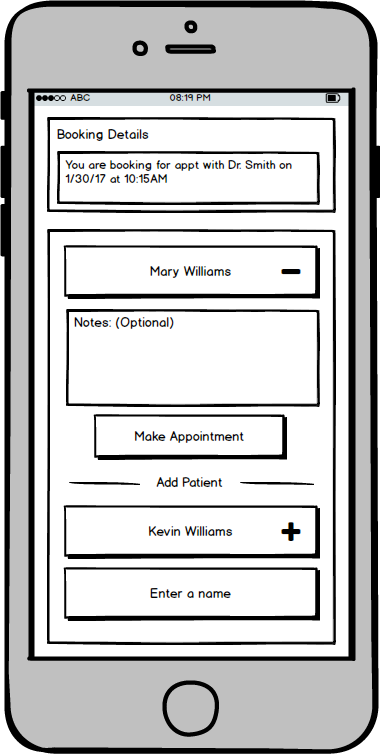 ABC 08:19 PM
Booking Details
You are booking for appt with Dr. Smith on
1/30/17 at 10:15AM
Mary Williams
Notes: (Optional)
Make Appointment
Add Patient
Kevin Williams
Enter a name